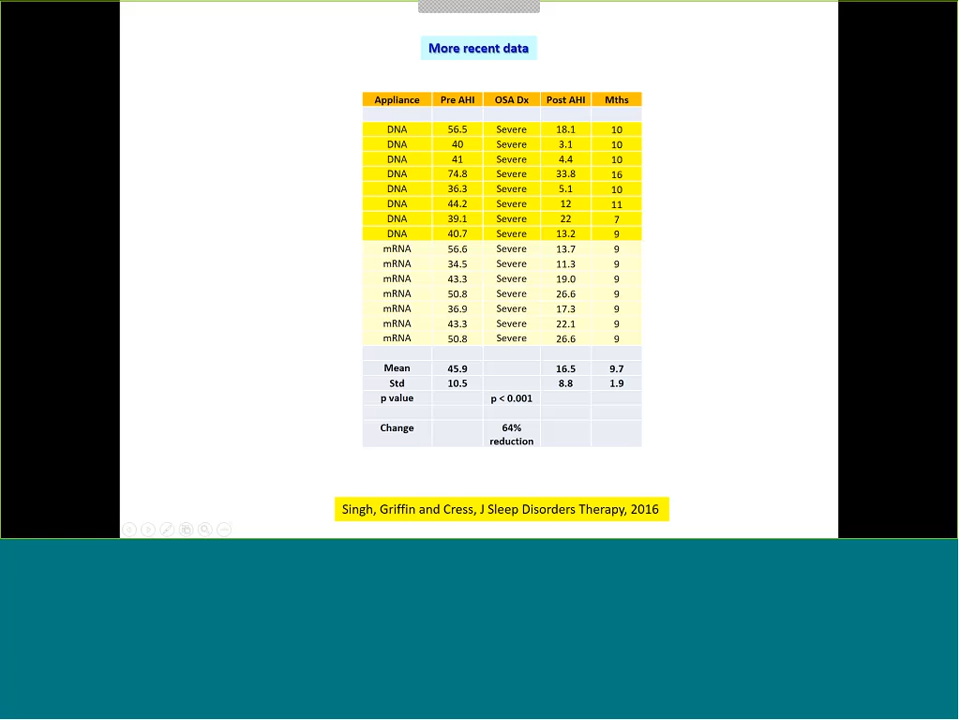 More recent data
Appliance Pre AHI OSA Dx Post AHI Mths
DNA 56.5 Severe 18.1 10
DNA 40 Severe 3.1 10
DNA 41 Severe 4.4 10
DNA 74.8 Severe 33.8 16
DNA 36.3 Severe 5.1 10
DNA 44.2 Severe 12 11
DNA 39.1 Severe 22 7
DNA 40.7 Severe 13.2 9
mRNA 56.6 Severe 13.7 9
mRNA 34.5 Severe 11.3 9
mRNA 43.3 Severe 19.0 9
mRNA 50.8 Severe 26.6 9
mRNA 36.9 Severe 17.3 9
mRNA 43.3 Severe 22.1 9
mRNA 50.8 Severe 26.6 9
Mean 45.9 16.5 9.7
Std 10.5 8.8 1.9
p value p < 0.001
Change 64%
reduction
Singh, Griffin and Cress, J Sleep Disorders Therapy, 2016